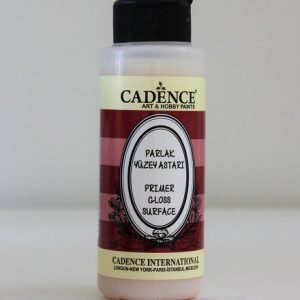 CADENCE
ART & HOBBY PAINTS
PARLAK
YÜZEY ASTARI
PRIMER
GLOSS
SURFACE
CADENCE INTERNATIONAL
LONDON-NEW YORK-PARIS-ISTANBUL-MOSCOW